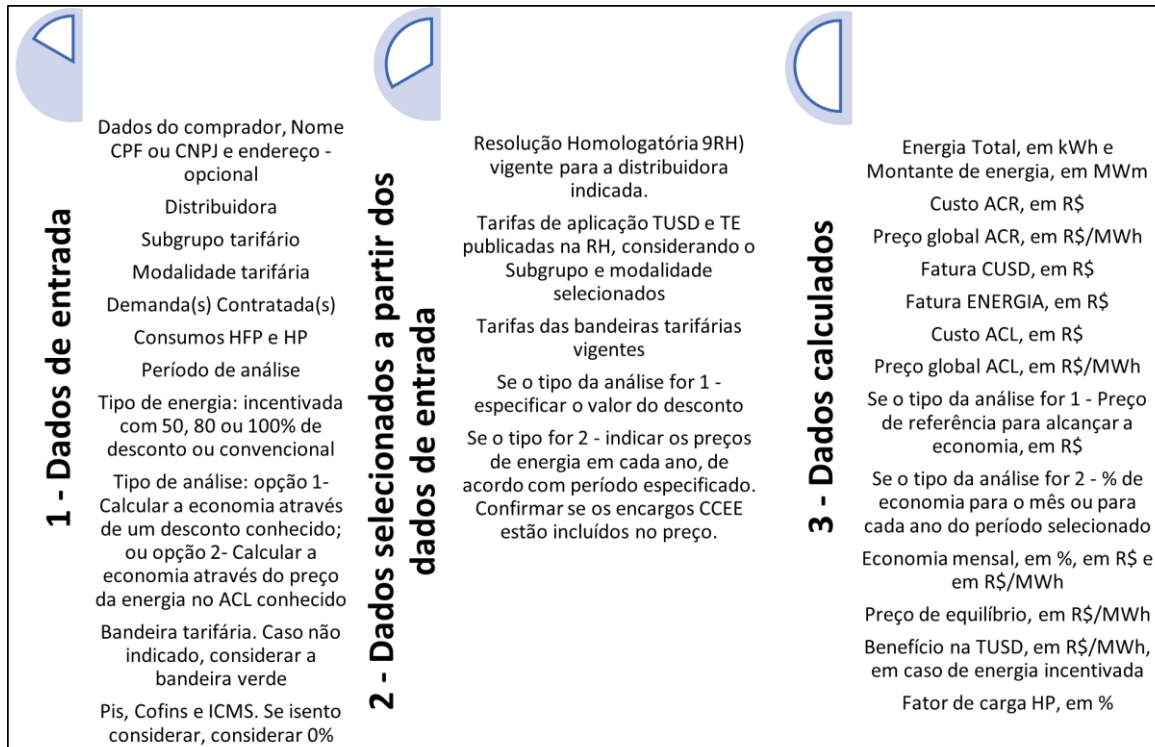 1 - Dados de entrada
Dados do comprador, Nome
CPF ou CNPJ e endereço -
opcional
Distribuidora
Subgrupo tarifário
Modalidade tarifária
Demanda(s) Contratada(s)
Consumos HFP e HP
Período de análise
Tipo de energia: incentivada
com 50, 80 ou 100% de
desconto ou convencional
Tipo de análise: opção 1-
Calcular a economia através
de um desconto conhecido;
ou opção 2- Calcular a
economia através do preço
da energia no ACL conhecido
Bandeira tarifária. Caso não
indicado, considerar a
bandeira verde
Pis, Cofins e ICMS. Se isento
considerar, considerar 0%
2 - Dados selecionados a partir dos
dados de entrada
Resolução Homologatória 9RH)
vigente para a distribuidora
indicada.
Tarifas de aplicação TUSD e TE
publicadas na RH, considerando o
Subgrupo e modalidade
selecionados
Tarifas das bandeiras tarifárias
vigentes
Se o tipo da análise for 1 -
especificar o valor do desconto
Se o tipo for 2 - indicar os preços
de energia em cada ano, de
acordo com período especificado.
Confirmar se os encargos CCEE
estão incluídos no preço.
3 - Dados calculados
Energia Total, em kWh e
Montante de energia, em MWm
Custo ACR, em R$
Preço global ACR, em R$/MWh
Fatura CUSD, em R$
Fatura ENERGIA, em R$
Custo ACL, em R$
Preço global ACL, em R$/MWh
Se o tipo da análise for 1 - Preço
de referência para alcançar a
economia, em R$
Se o tipo da análise for 2 - % de
economia para o mês ou para
cada ano do período selecionado
Economia mensal, em %, em R$ e
em R$/MWh
Preço de equilíbrio, em R$/MWh
Benefício na TUSD, em R$/MWh,
em caso de energia incentivada
Fator de carga HP, em %